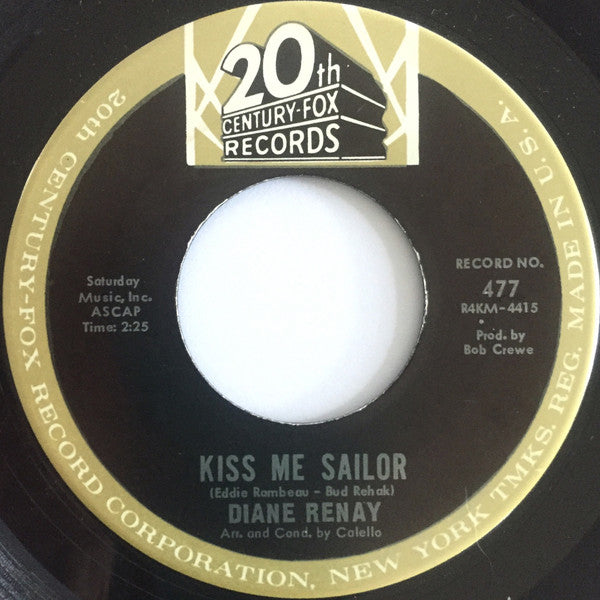 20th
CENTURY-FOX
RECORDS
20th CENTURY-FOX RECORD CORPORATION, NEW YORK TMKS. REG. MADE IN U.S.A.
Saturday
Music, Inc.
ASCAP
Time: 2:25
RECORD NO.
477
R4KM-4415
Prod. by
Bob Crewe
KISS ME SAILOR
(Eddie Rambeau - Bud Rehak)
DIANE RENAY
Arr. and Cond. by Calello